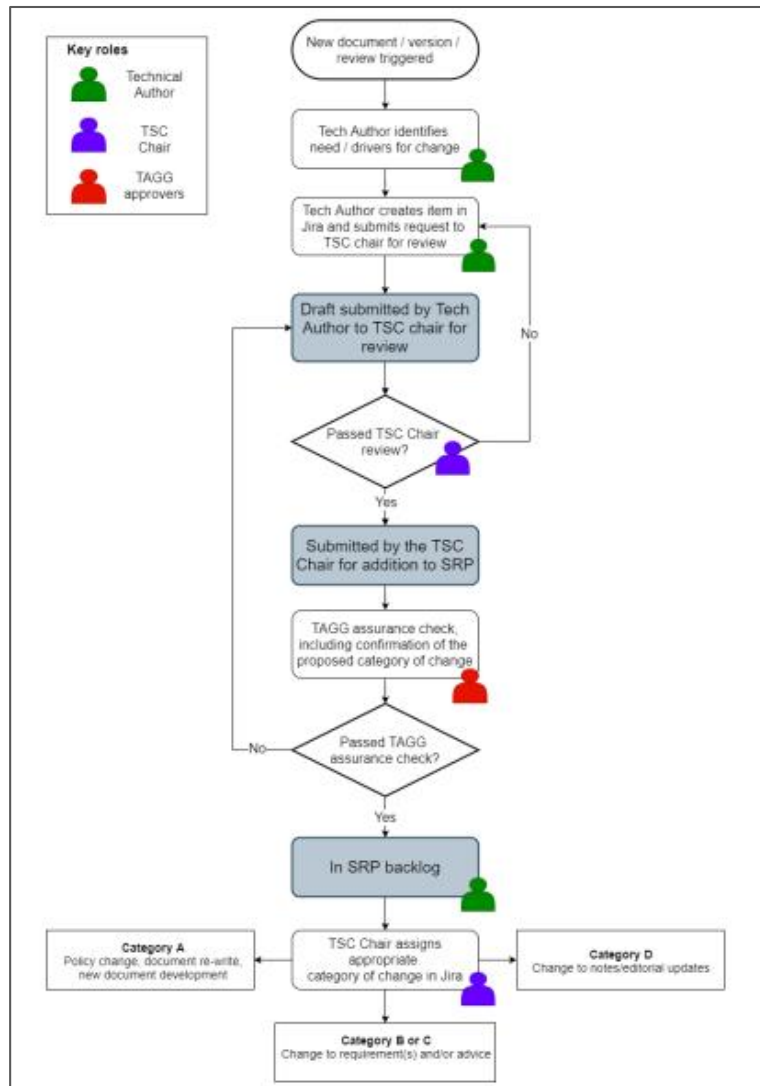 Key roles
Technical
Author
TSC
Chair
TAGG
approvers
New document / version /
review triggered
Tech Author identifies
need / drivers for change
Tech Author creates item in
Jira and submits request to
TSC chair for review
Draft submitted by Tech
Author to TSC chair for
review
No
Passed TSC Chair
review?
Yes
Submitted by the TSC
Chair for addition to SRP
TAGG assurance check,
including confirmation of the
proposed category of change
Passed TAGG
assurance check?
No
Yes
In SRP backlog
TSC Chair assigns
appropriate
category of change in Jira
Category A
Policy change, document re-write,
new document development
Category D
Change to notes/editorial updates
Category B or C
Change to requirement(s) and/or advice